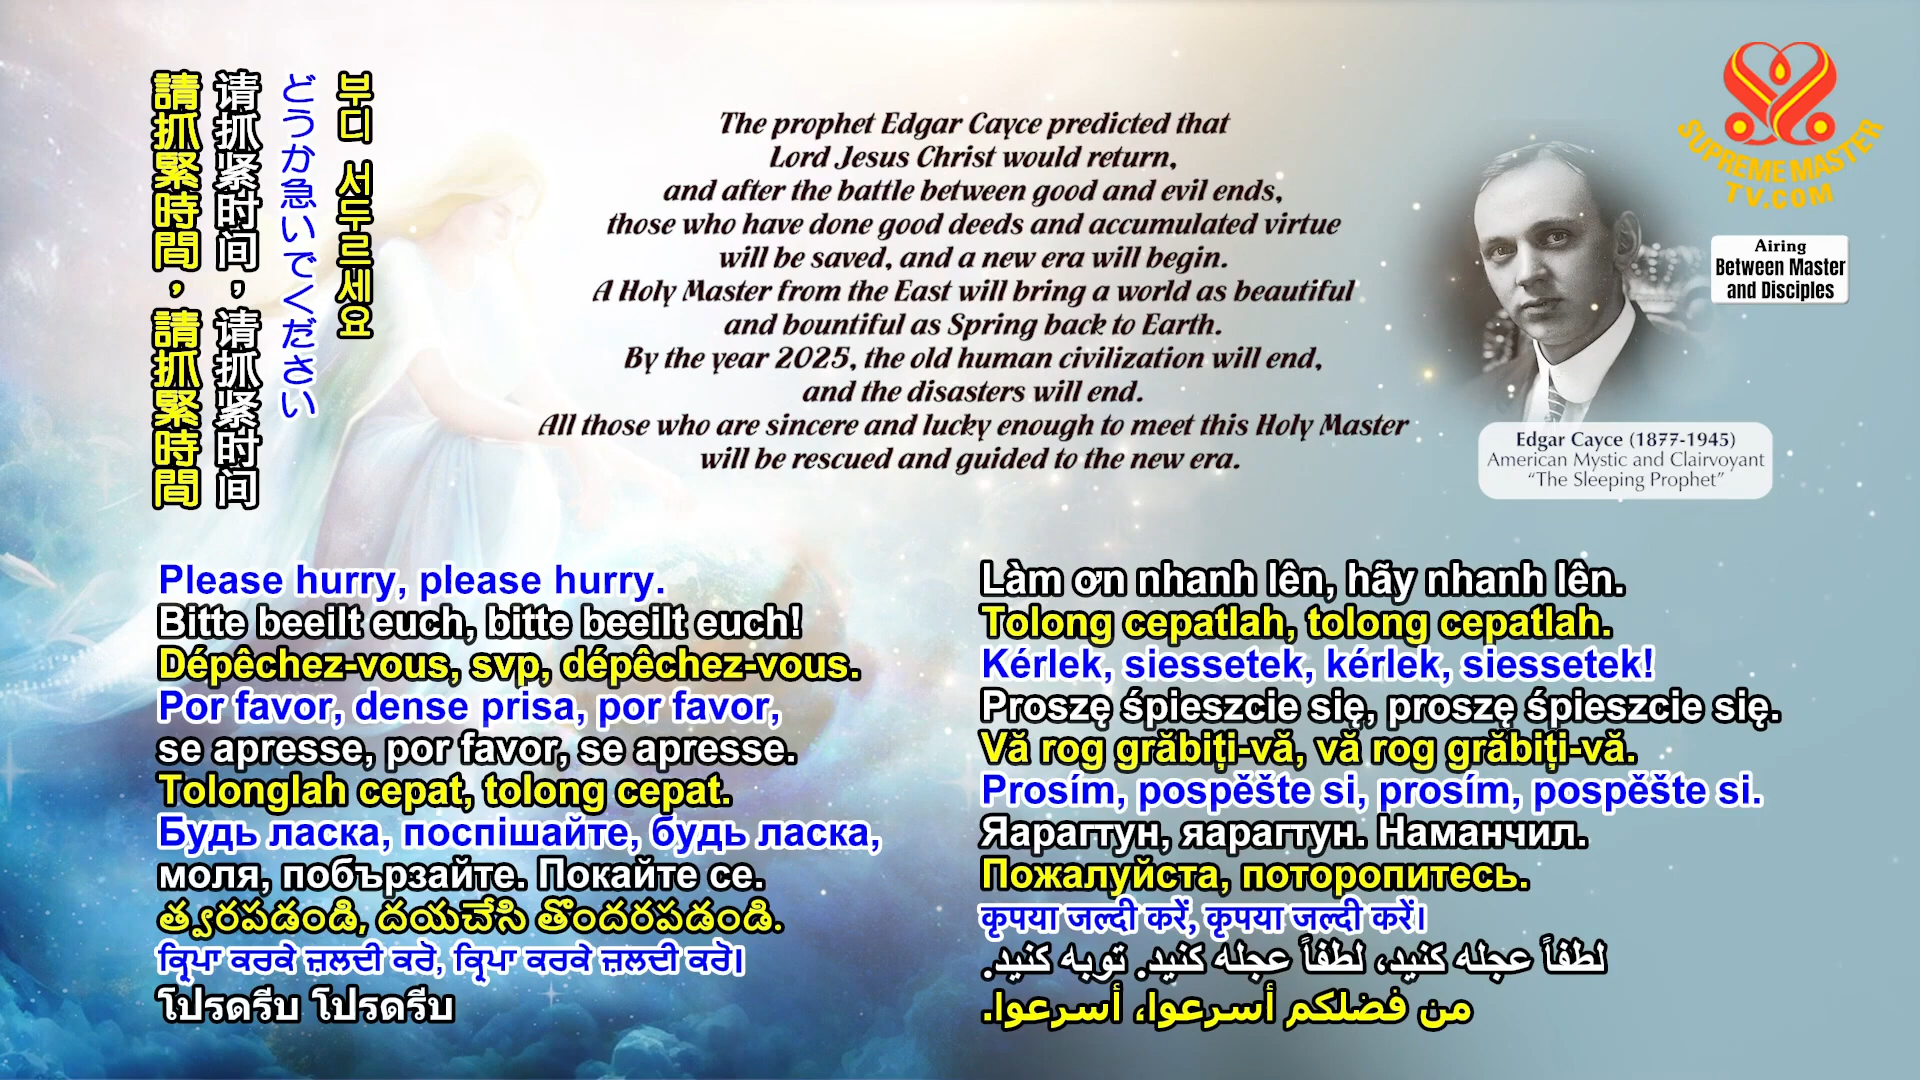 請抓緊時間，請抓緊時間
请抓紧时间，请抓紧时间
どうか急いでください
부디 서두르세요
The prophet Edgar Cayce predicted that
Lord Jesus Christ would return,
and after the battle between good and evil ends,
those who have done good deeds and accumulated virtue
will be saved, and a new era will begin.
A Holy Master from the East will bring a world as beautiful
and bountiful as Spring back to Earth.
By the year 2025, the old human civilization will end,
and the disasters will end.
All those who are sincere and lucky enough to meet this Holy Master
will be rescued and guided to the new era.
SUPREME MASTER
TV.COM
Airing
Between Master
and Disciples
Edgar Cayce (1877-1945)
American Mystic and Clairvoyant
“The Sleeping Prophet”
Please hurry, please hurry.
Bitte beeilt euch, bitte beeilt euch!
Dépêchez-vous, svp, dépêchez-vous.
Por favor, dense prisa, por favor,
se apresse, por favor, se apresse.
Tolonglah cepat, tolong cepat.
Будь ласка, поспішайте, будь ласка,
моля, побързайте. Покайте се.
త్వరపడండి, దయచేసి తొందరపడండి.
ਕ੍ਰਿਪਾ ਕਰਕੇ ਜ਼ਲਦੀ ਕਰੋ, ਕ੍ਰਿਪਾ ਕਰਕੇ ਜ਼ਲਦੀ ਕਰੋ।
โปรดรีบ โปรดรีบ
Làm ơn nhanh lên, hãy nhanh lên.
Tolong cepatlah, tolong cepatlah.
Kérlek, siessetek, kérlek, siessetek!
Proszę śpieszcie się, proszę śpieszcie się.
Vă rog grăbiți-vă, vă rog grăbiți-vă.
Prosím, pospěšte si, prosím, pospěšte si.
Яарагтун, яарагтун. Наманчил.
Пожалуйста, поторопитесь.
कृपया जल्दी करें, कृपया जल्दी करें।
لطفاً عجله کنید، لطفاً عجله کنید. توبه کنید.
من فضلكم أسرعوا، أسرعوا.